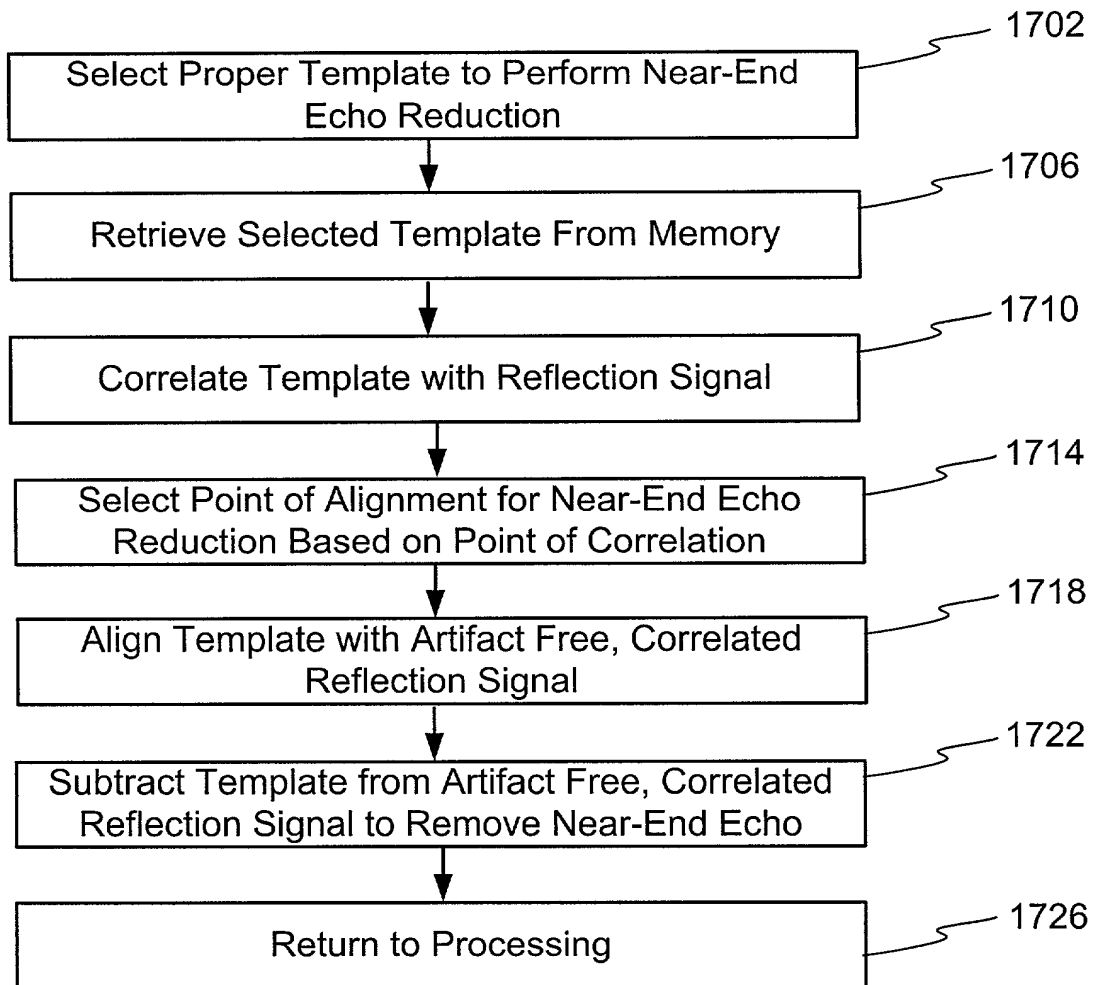 1702
Select Proper Template to Perform Near-End
Echo Reduction
1706
Retrieve Selected Template From Memory
1710
Correlate Template with Reflection Signal
1714
Select Point of Alignment for Near-End Echo
Reduction Based on Point of Correlation
1718
Align Template with Artifact Free, Correlated
Reflection Signal
1722
Subtract Template from Artifact Free, Correlated
Reflection Signal to Remove Near-End Echo
1726
Return to Processing